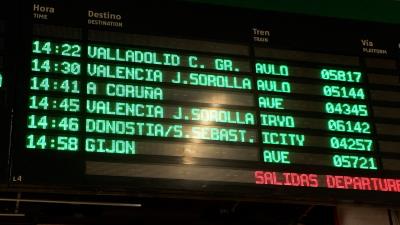 Hora Destino Tren Vía
TIME DESTINATION TRAIN PLATFORM
14:22 VALLADOLID C. GR. AVLO 05817
14:30 VALENCIA J.SOROLLA AVLO 05144
14:41 A CORUÑA AVE 04345
14:45 VALENCIA J.SOROLLA IRYO 06142
14:46 DONOSTIA/S.SEBAST. ICITY 04257
14:58 GIJON AVE 05721
SALIDAS DEPARTURE
L4